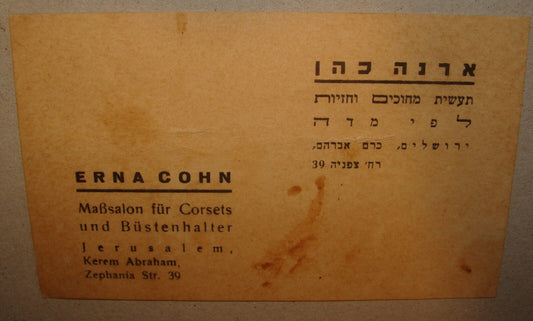 ארנה כהן
תעשית מחוכים וחזיות
לפי מדה
ירושלים, כרם אברהם,
רח׳ צפניה 39
ERNA COHN
Maßsalon für Corsets
und Büstenhalter
Jerusalem,
Kerem Abraham,
Zephania Str. 39